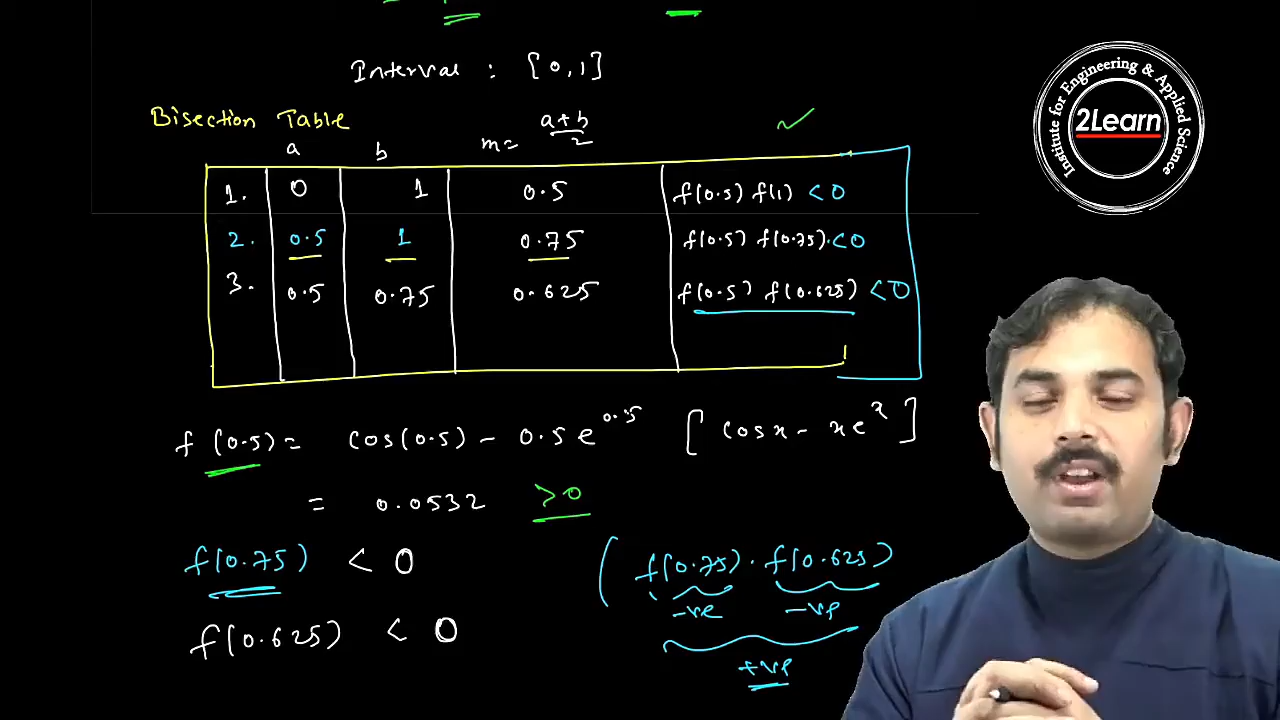 Interval : [0,1]
Bisection Table
a b m= a+b/2
1. 0 1 0.5 f(0.5) f(1) <0
2. 0.5 1 0.75 f(0.5) f(0.75).<0
3. 0.5 0.75 0.625 f(0.5) f(0.625) <0
f(0.5)= cos(0.5) - 0.5e^0.5 [cosx - xe^x]
= 0.0532 >0
f(0.75) < 0
(f(0.75).f(0.625)
-ve -ve
f(0.625) < 0
+ve
Institute for Engineering & Applied Science
2Learn